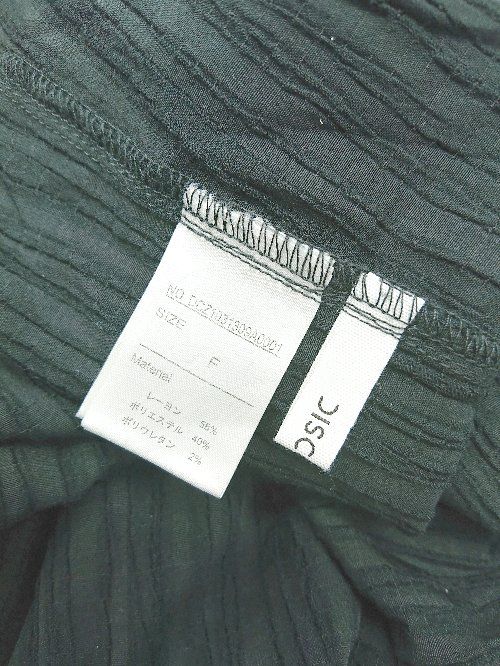 SIZE
F
Material
レーヨン 58%
ポリエステル 40%
ポリウレタン 2%
OSIC